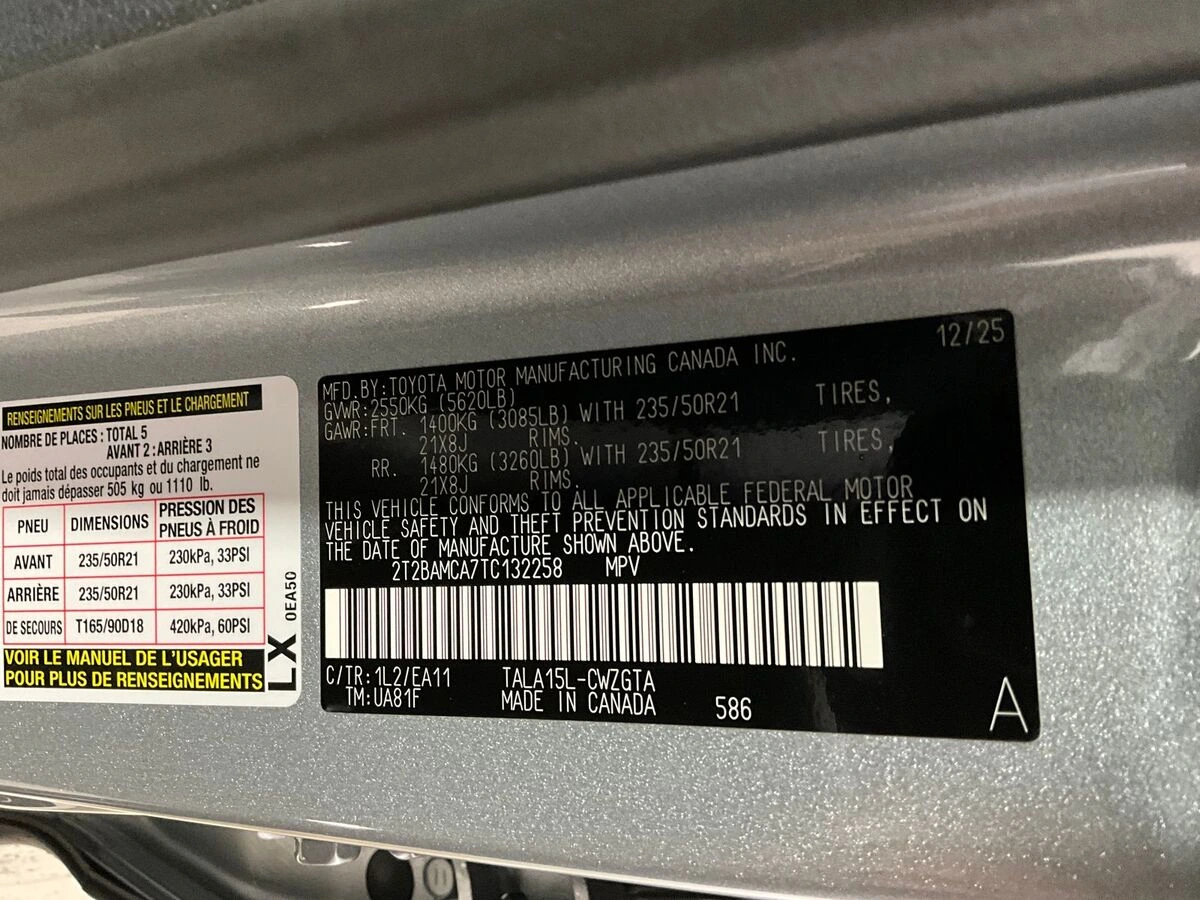 RENSEIGNEMENTS SUR LES PNEUS ET LE CHARGEMENT
NOMBRE DE PLACES : TOTAL 5
AVANT 2 : ARRIÈRE 3
Le poids total des occupants et du chargement ne
doit jamais dépasser 505 kg ou 1110 lb.
PNEU DIMENSIONS PRESSION DES PNEUS À FROID
AVANT 235/50R21 230kPa, 33PSI
ARRIÈRE 235/50R21 230kPa, 33PSI
DE SECOURS T165/90D18 420kPa, 60PSI
VOIR LE MANUEL DE L'USAGER
POUR PLUS DE RENSEIGNEMENTS
LX 0EA50
12/25
MFD.BY:TOYOTA MOTOR MANUFACTURING CANADA INC.
GVWR:2550KG (5620LB)
GAWR:FRT. 1400KG (3085LB) WITH 235/50R21 TIRES,
21X8J RIMS.
RR. 1480KG (3260LB) WITH 235/50R21 TIRES,
21X8J RIMS.
THIS VEHICLE CONFORMS TO ALL APPLICABLE FEDERAL MOTOR
VEHICLE SAFETY AND THEFT PREVENTION STANDARDS IN EFFECT ON
THE DATE OF MANUFACTURE SHOWN ABOVE.
2T2BAMCA7TC132258 MPV
C/TR:1L2/EA11 TALA15L-CWZGTA
TM:UA81F MADE IN CANADA 586
A